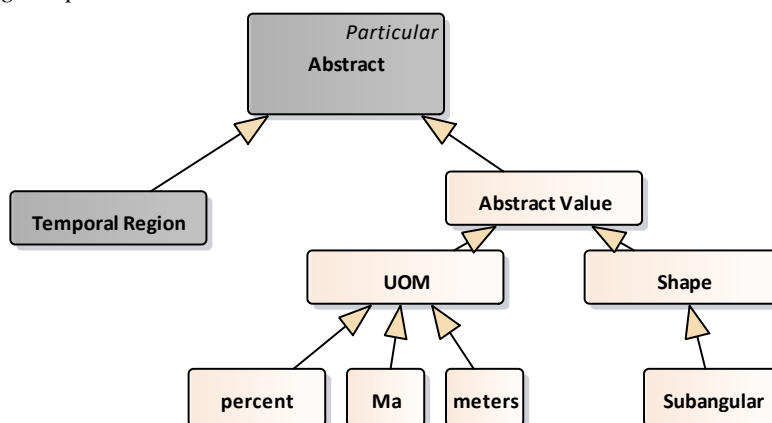 Particular
Abstract
Temporal Region
Abstract Value
UOM
Shape
percent
Ma
meters
Subangular